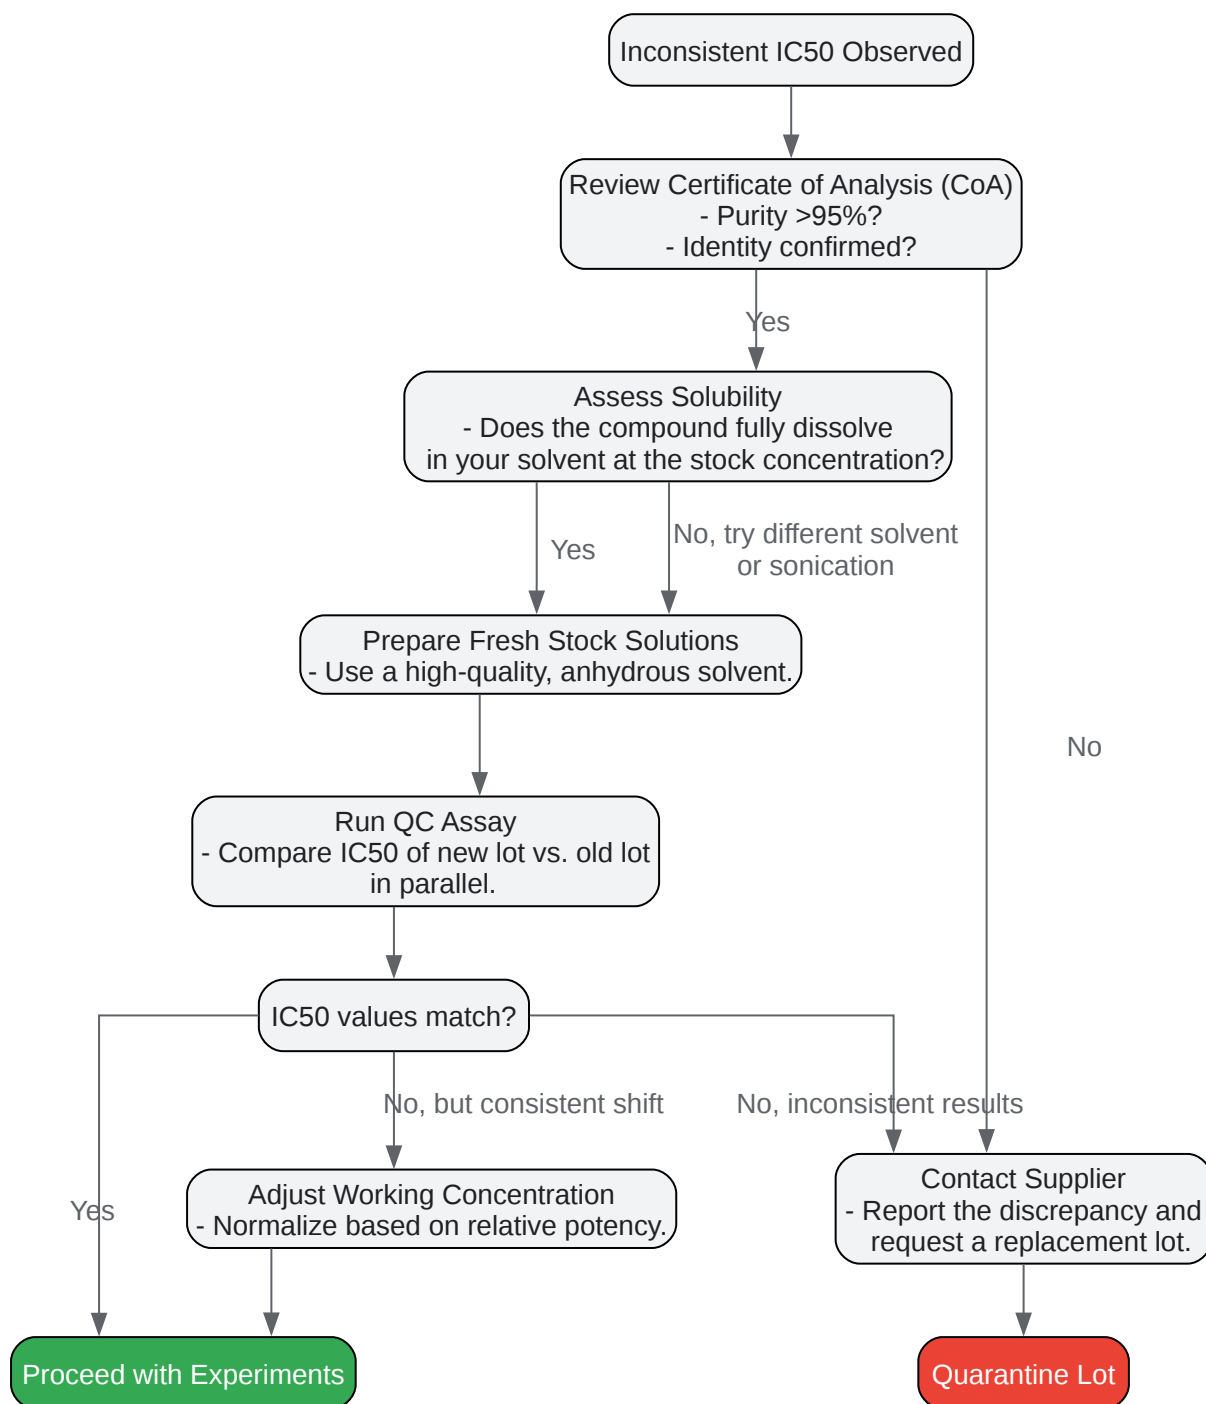 Inconsistent IC50 Observed
Review Certificate of Analysis (CoA)
- Purity >95%?
- Identity confirmed?
Yes
Assess Solubility
- Does the compound fully dissolve
in your solvent at the stock concentration?
Yes
No, try different solvent
or sonication
Prepare Fresh Stock Solutions
- Use a high-quality, anhydrous solvent.
No
Run QC Assay
- Compare IC50 of new lot vs. old lot
in parallel.
IC50 values match?
No, but consistent shift
No, inconsistent results
Yes
Adjust Working Concentration
- Normalize based on relative potency.
Contact Supplier
- Report the discrepancy and
request a replacement lot.
Proceed with Experiments
Quarantine Lot